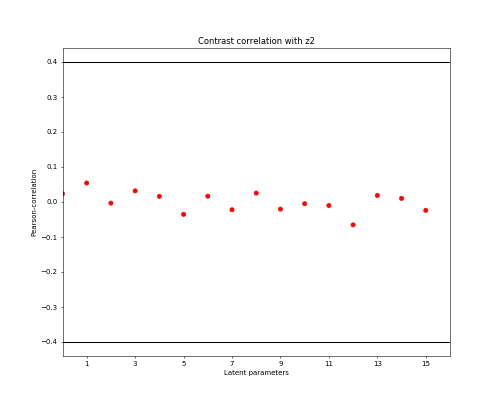 Contrast correlation with z2
0.4
0.3
0.2
0.1
0.0
−0.1
−0.2
−0.3
−0.4
Pearson-correlation
1 3 5 7 9 11 13 15
Latent parameters